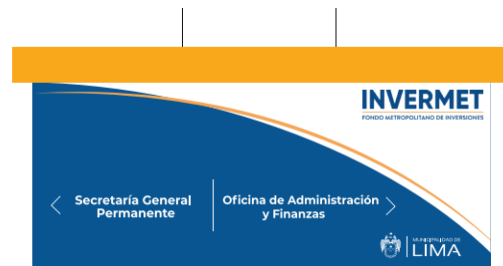 INVERMET
FONDO METROPOLITANO DE INVERSIONES
Secretaría General
Permanente
Oficina de Administración
y Finanzas
MUNICIPALIDAD DE
LIMA